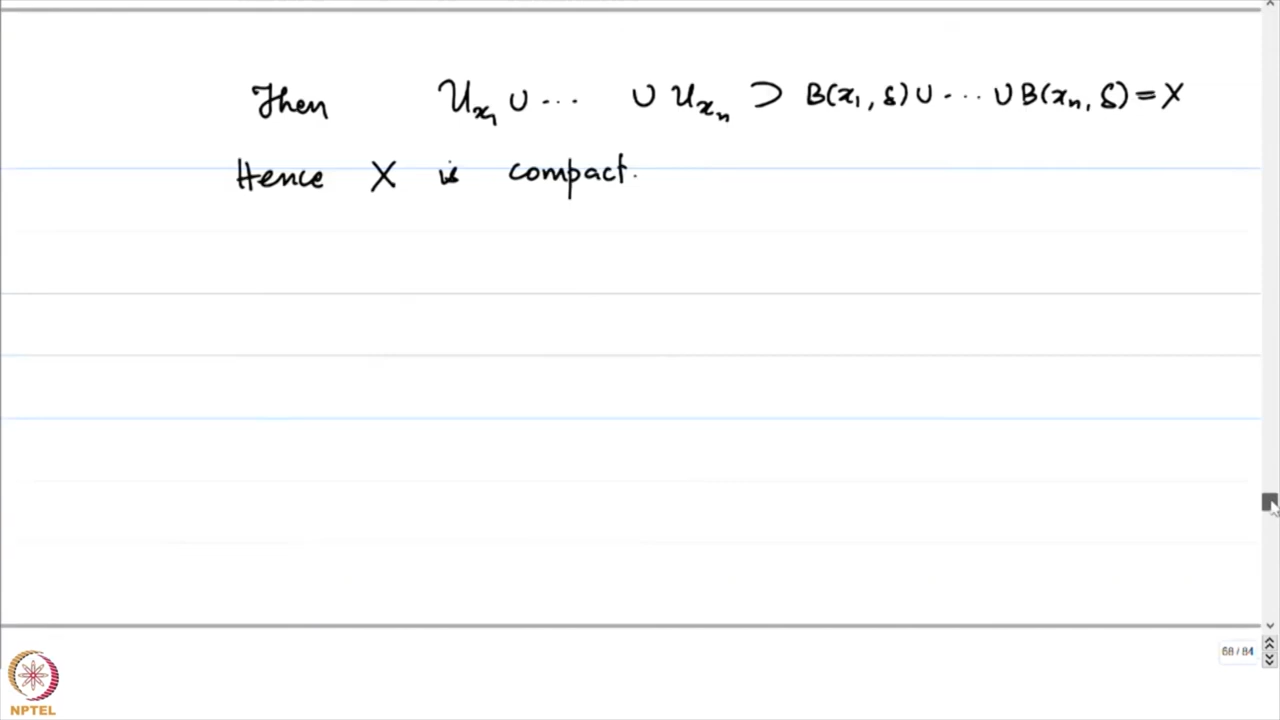 Then U_{x_1} ∪ ··· ∪ U_{x_n} ⊃ B(x_1, δ) ∪ ··· ∪ B(x_n, δ) = X
Hence X is compact.
68 / 84
NPTEL